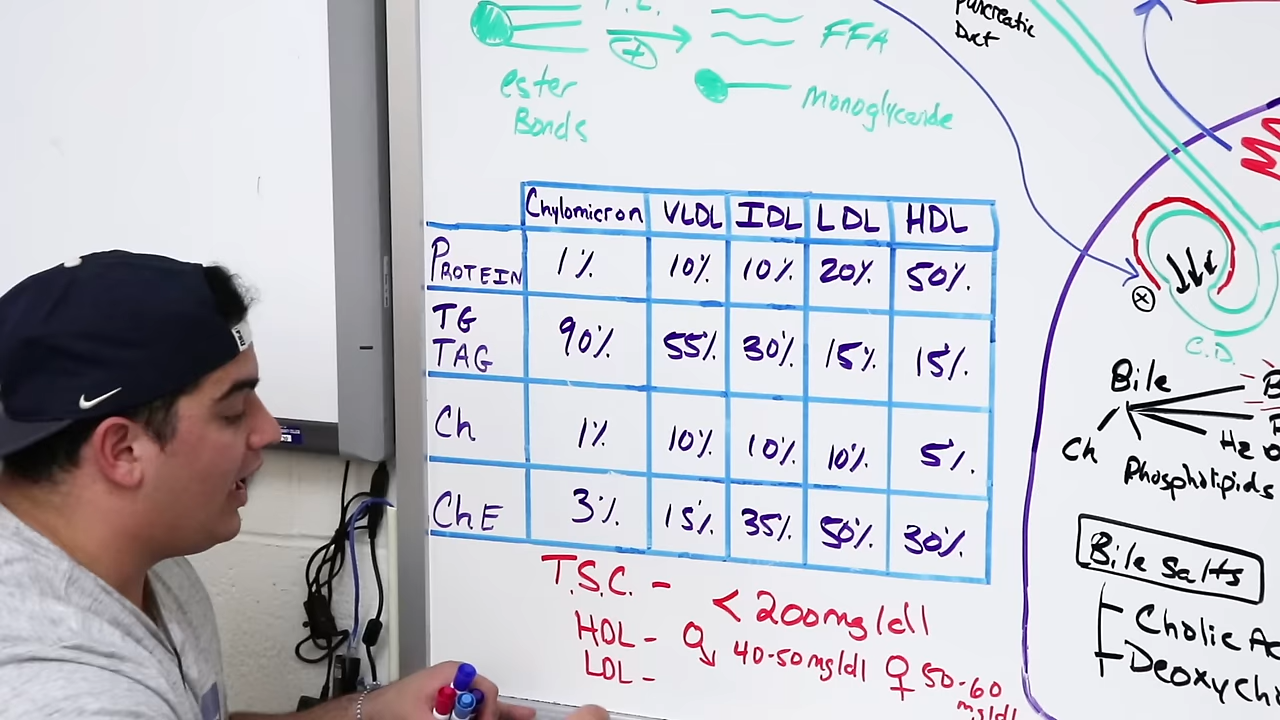 FFA
ester
Bonds
Monoglyceride
Pancreatic
Duct
Chylomicron VLDL IDL LDL HDL
PROTEIN 1% 10% 10% 20% 50%
TG
TAG 90% 55% 30% 15% 15%
Ch 1% 10% 10% 10% 5%
ChE 3% 15% 35% 50% 30%
T.S.C. - < 200mg/dl
HDL - ♂ 40-50mg/dl ♀ 50-60
mg/dl
LDL -
C.D.
Bile
Ch
H2O
Phospholipids
Bile Salts
Cholic
Deoxych